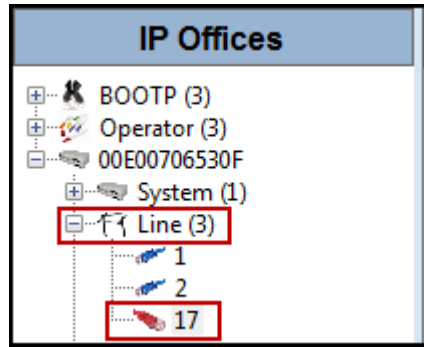 IP Offices
BOOTP (3)
Operator (3)
00E00706530F
System (1)
Line (3)
1
2
17